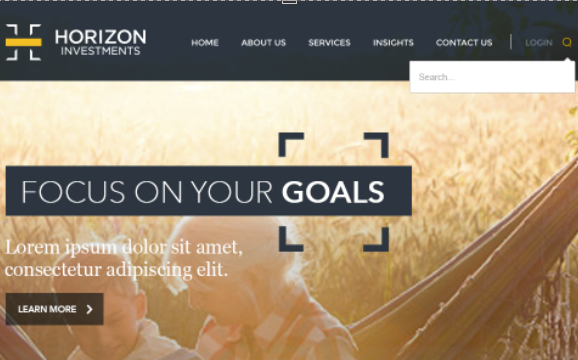 HORIZON
INVESTMENTS
HOME ABOUT US SERVICES INSIGHTS CONTACT US LOGIN
Search...
FOCUS ON YOUR GOALS
Lorem ipsum dolor sit amet,
consectetur adipiscing elit.
LEARN MORE